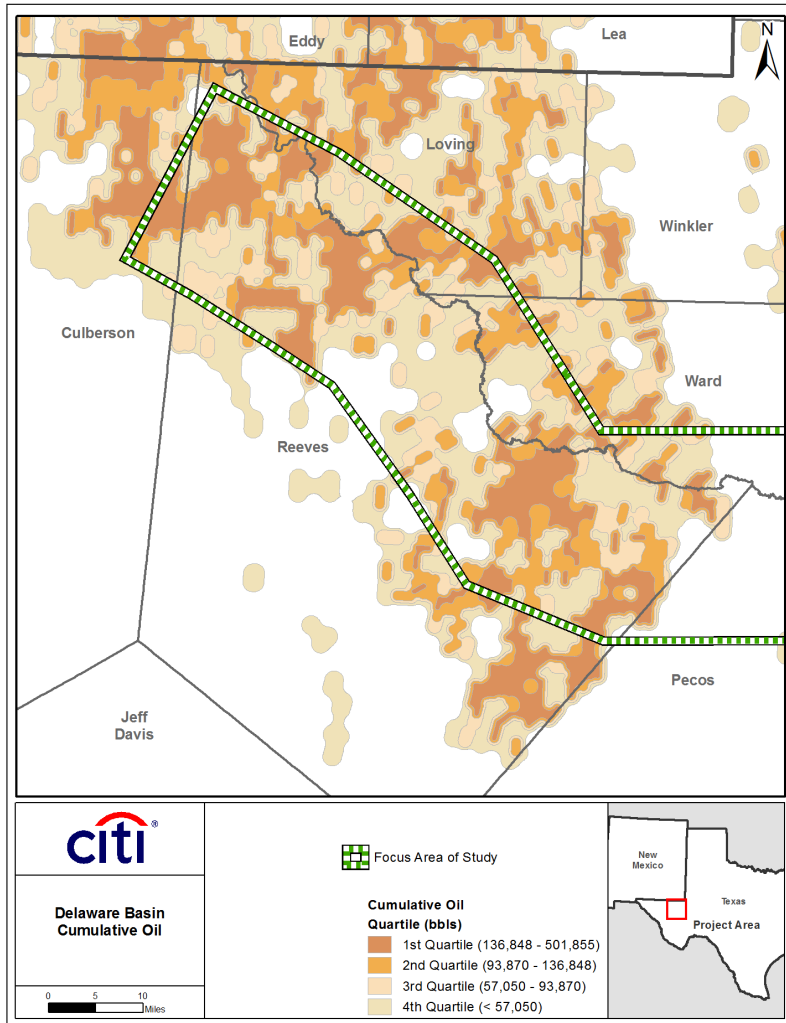 Eddy
Lea
N
Loving
Winkler
Culberson
Ward
Reeves
Pecos
Jeff
Davis
citi®
Delaware Basin
Cumulative Oil
0 5 10
Miles
Focus Area of Study
Cumulative Oil
Quartile (bbls)
1st Quartile (136,848 - 501,855)
2nd Quartile (93,870 - 136,848)
3rd Quartile (57,050 - 93,870)
4th Quartile (< 57,050)
New
Mexico
Texas
Project Area